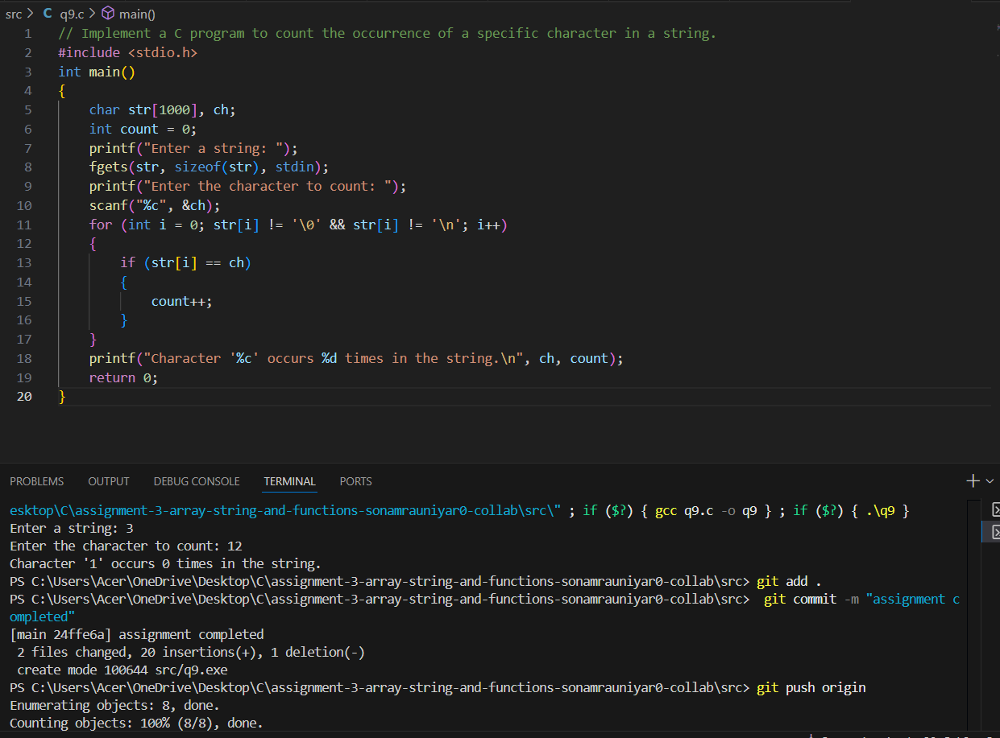 src > C q9.c > main()
1 // Implement a C program to count the occurrence of a specific character in a string.
2 #include <stdio.h>
3 int main()
4 {
5     char str[1000], ch;
6     int count = 0;
7     printf("Enter a string: ");
8     fgets(str, sizeof(str), stdin);
9     printf("Enter the character to count: ");
10     scanf("%c", &ch);
11     for (int i = 0; str[i] != '\0' && str[i] != '\n'; i++)
12     {
13         if (str[i] == ch)
14         {
15             count++;
16         }
17     }
18     printf("Character '%c' occurs %d times in the string.\n", ch, count);
19     return 0;
20 }
PROBLEMS OUTPUT DEBUG CONSOLE TERMINAL PORTS
esktop\C\assignment-3-array-string-and-functions-sonamrauniyar0-collab\src\" ; if ($?) { gcc q9.c -o q9 } ; if ($?) { .\q9 }
Enter a string: 3
Enter the character to count: 12
Character '1' occurs 0 times in the string.
PS C:\Users\Acer\OneDrive\Desktop\C\assignment-3-array-string-and-functions-sonamrauniyar0-collab\src> git add .
PS C:\Users\Acer\OneDrive\Desktop\C\assignment-3-array-string-and-functions-sonamrauniyar0-collab\src>  git commit -m "assignment c
ompleted"
[main 24ffe6a] assignment completed
 2 files changed, 20 insertions(+), 1 deletion(-)
 create mode 100644 src/q9.exe
PS C:\Users\Acer\OneDrive\Desktop\C\assignment-3-array-string-and-functions-sonamrauniyar0-collab\src> git push origin
Enumerating objects: 8, done.
Counting objects: 100% (8/8), done.